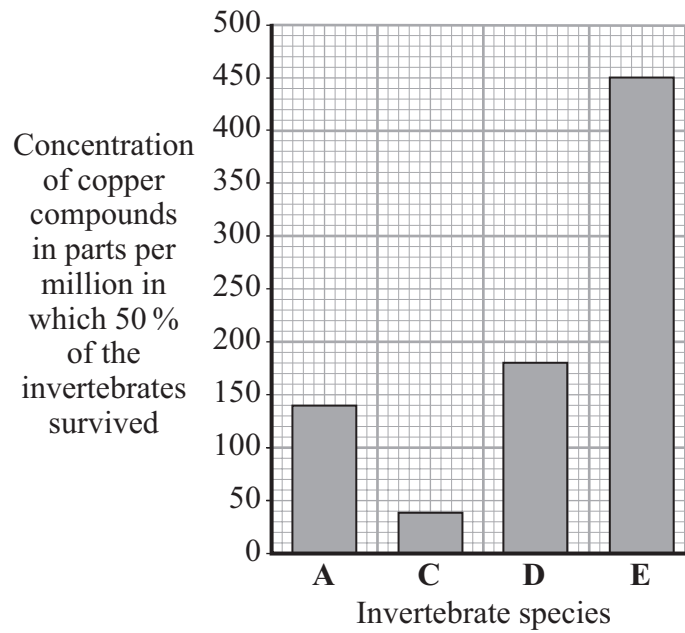 500
450
400
350
300
250
200
150
100
50
0
Concentration
of copper
compounds
in parts per
million in
which 50 %
of the
invertebrates
survived
A C D E
Invertebrate species